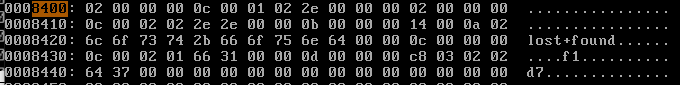 0008400: 02 00 00 00 0c 00 01 02 2e 00 00 00 02 00 00 00 ................
0008410: 0c 00 02 02 2e 2e 00 00 0b 00 00 00 14 00 0a 02 ................
0008420: 6c 6f 73 74 2b 66 6f 75 6e 64 00 00 0c 00 00 00 lost+found......
0008430: 0c 00 02 01 66 31 00 00 0d 00 00 00 c8 03 02 02 ....f1..........
0008440: 64 37 00 00 00 00 00 00 00 00 00 00 00 00 00 00 d7..............